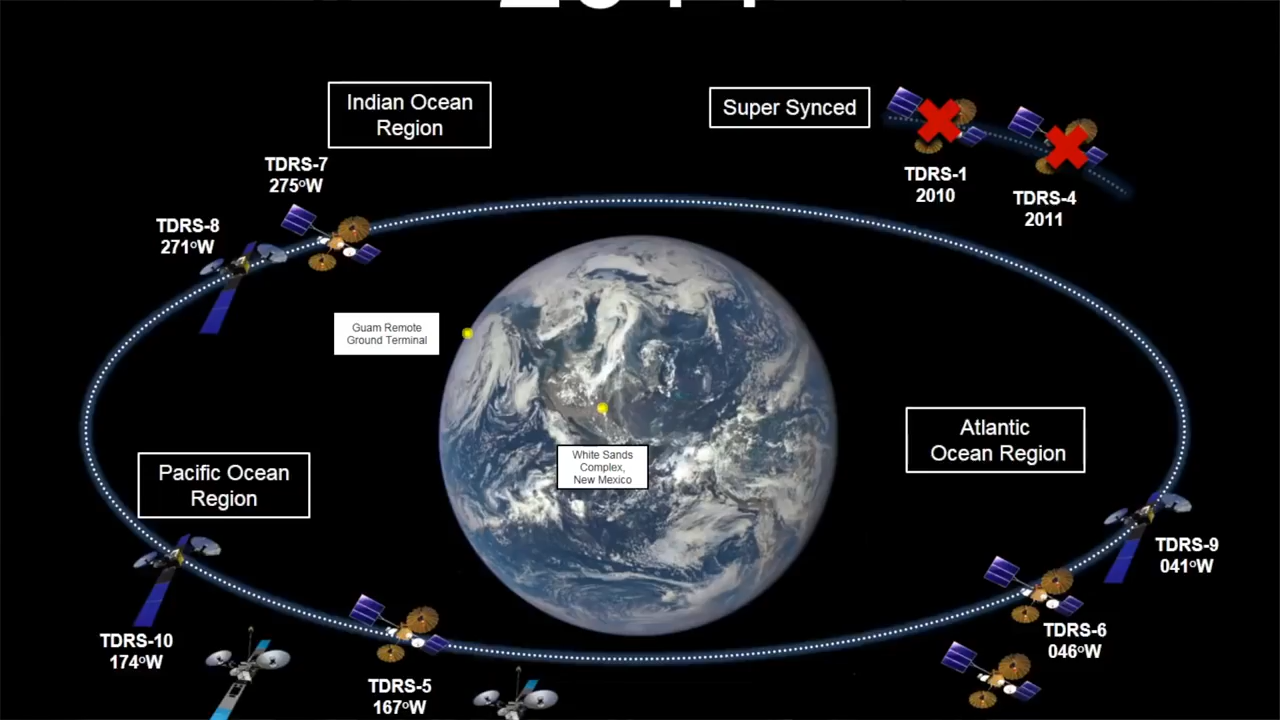 Indian Ocean
Region
Super Synced
TDRS-7
275°W
TDRS-1
2010
TDRS-4
2011
TDRS-8
271°W
Guam Remote
Ground Terminal
Atlantic
Ocean Region
White Sands
Complex,
New Mexico
Pacific Ocean
Region
TDRS-9
041°W
TDRS-6
046°W
TDRS-10
174°W
TDRS-5
167°W